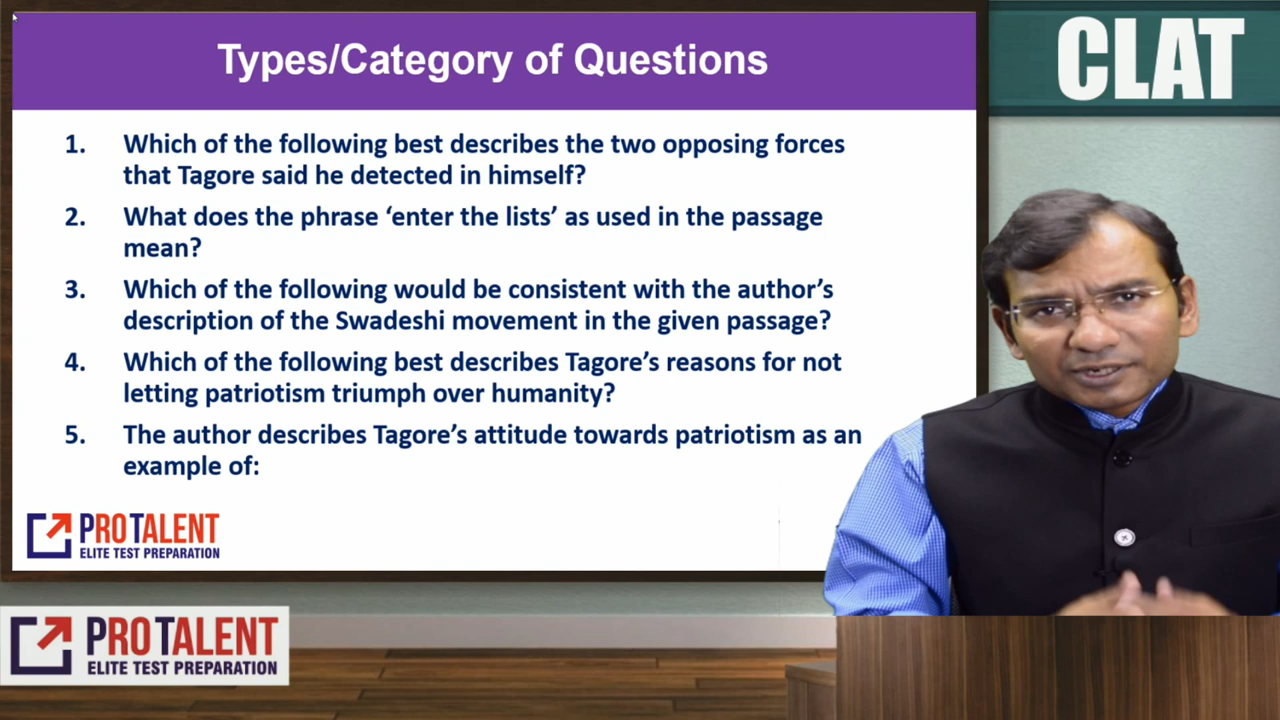 Types/Category of Questions
CLAT
1. Which of the following best describes the two opposing forces
that Tagore said he detected in himself?
2. What does the phrase ‘enter the lists’ as used in the passage
mean?
3. Which of the following would be consistent with the author’s
description of the Swadeshi movement in the given passage?
4. Which of the following best describes Tagore’s reasons for not
letting patriotism triumph over humanity?
5. The author describes Tagore’s attitude towards patriotism as an
example of:
PROTALENT
ELITE TEST PREPARATION
PROTALENT
ELITE TEST PREPARATION